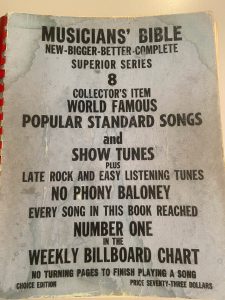 MUSICIANS' BIBLE
NEW-BIGGER-BETTER-COMPLETE
SUPERIOR SERIES
8
COLLECTOR'S ITEM
WORLD FAMOUS
POPULAR STANDARD SONGS
and
SHOW TUNES
PLUS
LATE ROCK AND EASY LISTENING TUNES
NO PHONY BALONEY
EVERY SONG IN THIS BOOK REACHED
NUMBER ONE
IN THE
WEEKLY BILLBOARD CHART
NO TURNING PAGES TO FINISH PLAYING A SONG
CHOICE EDITION PRICE SEVENTY-THREE DOLLARS